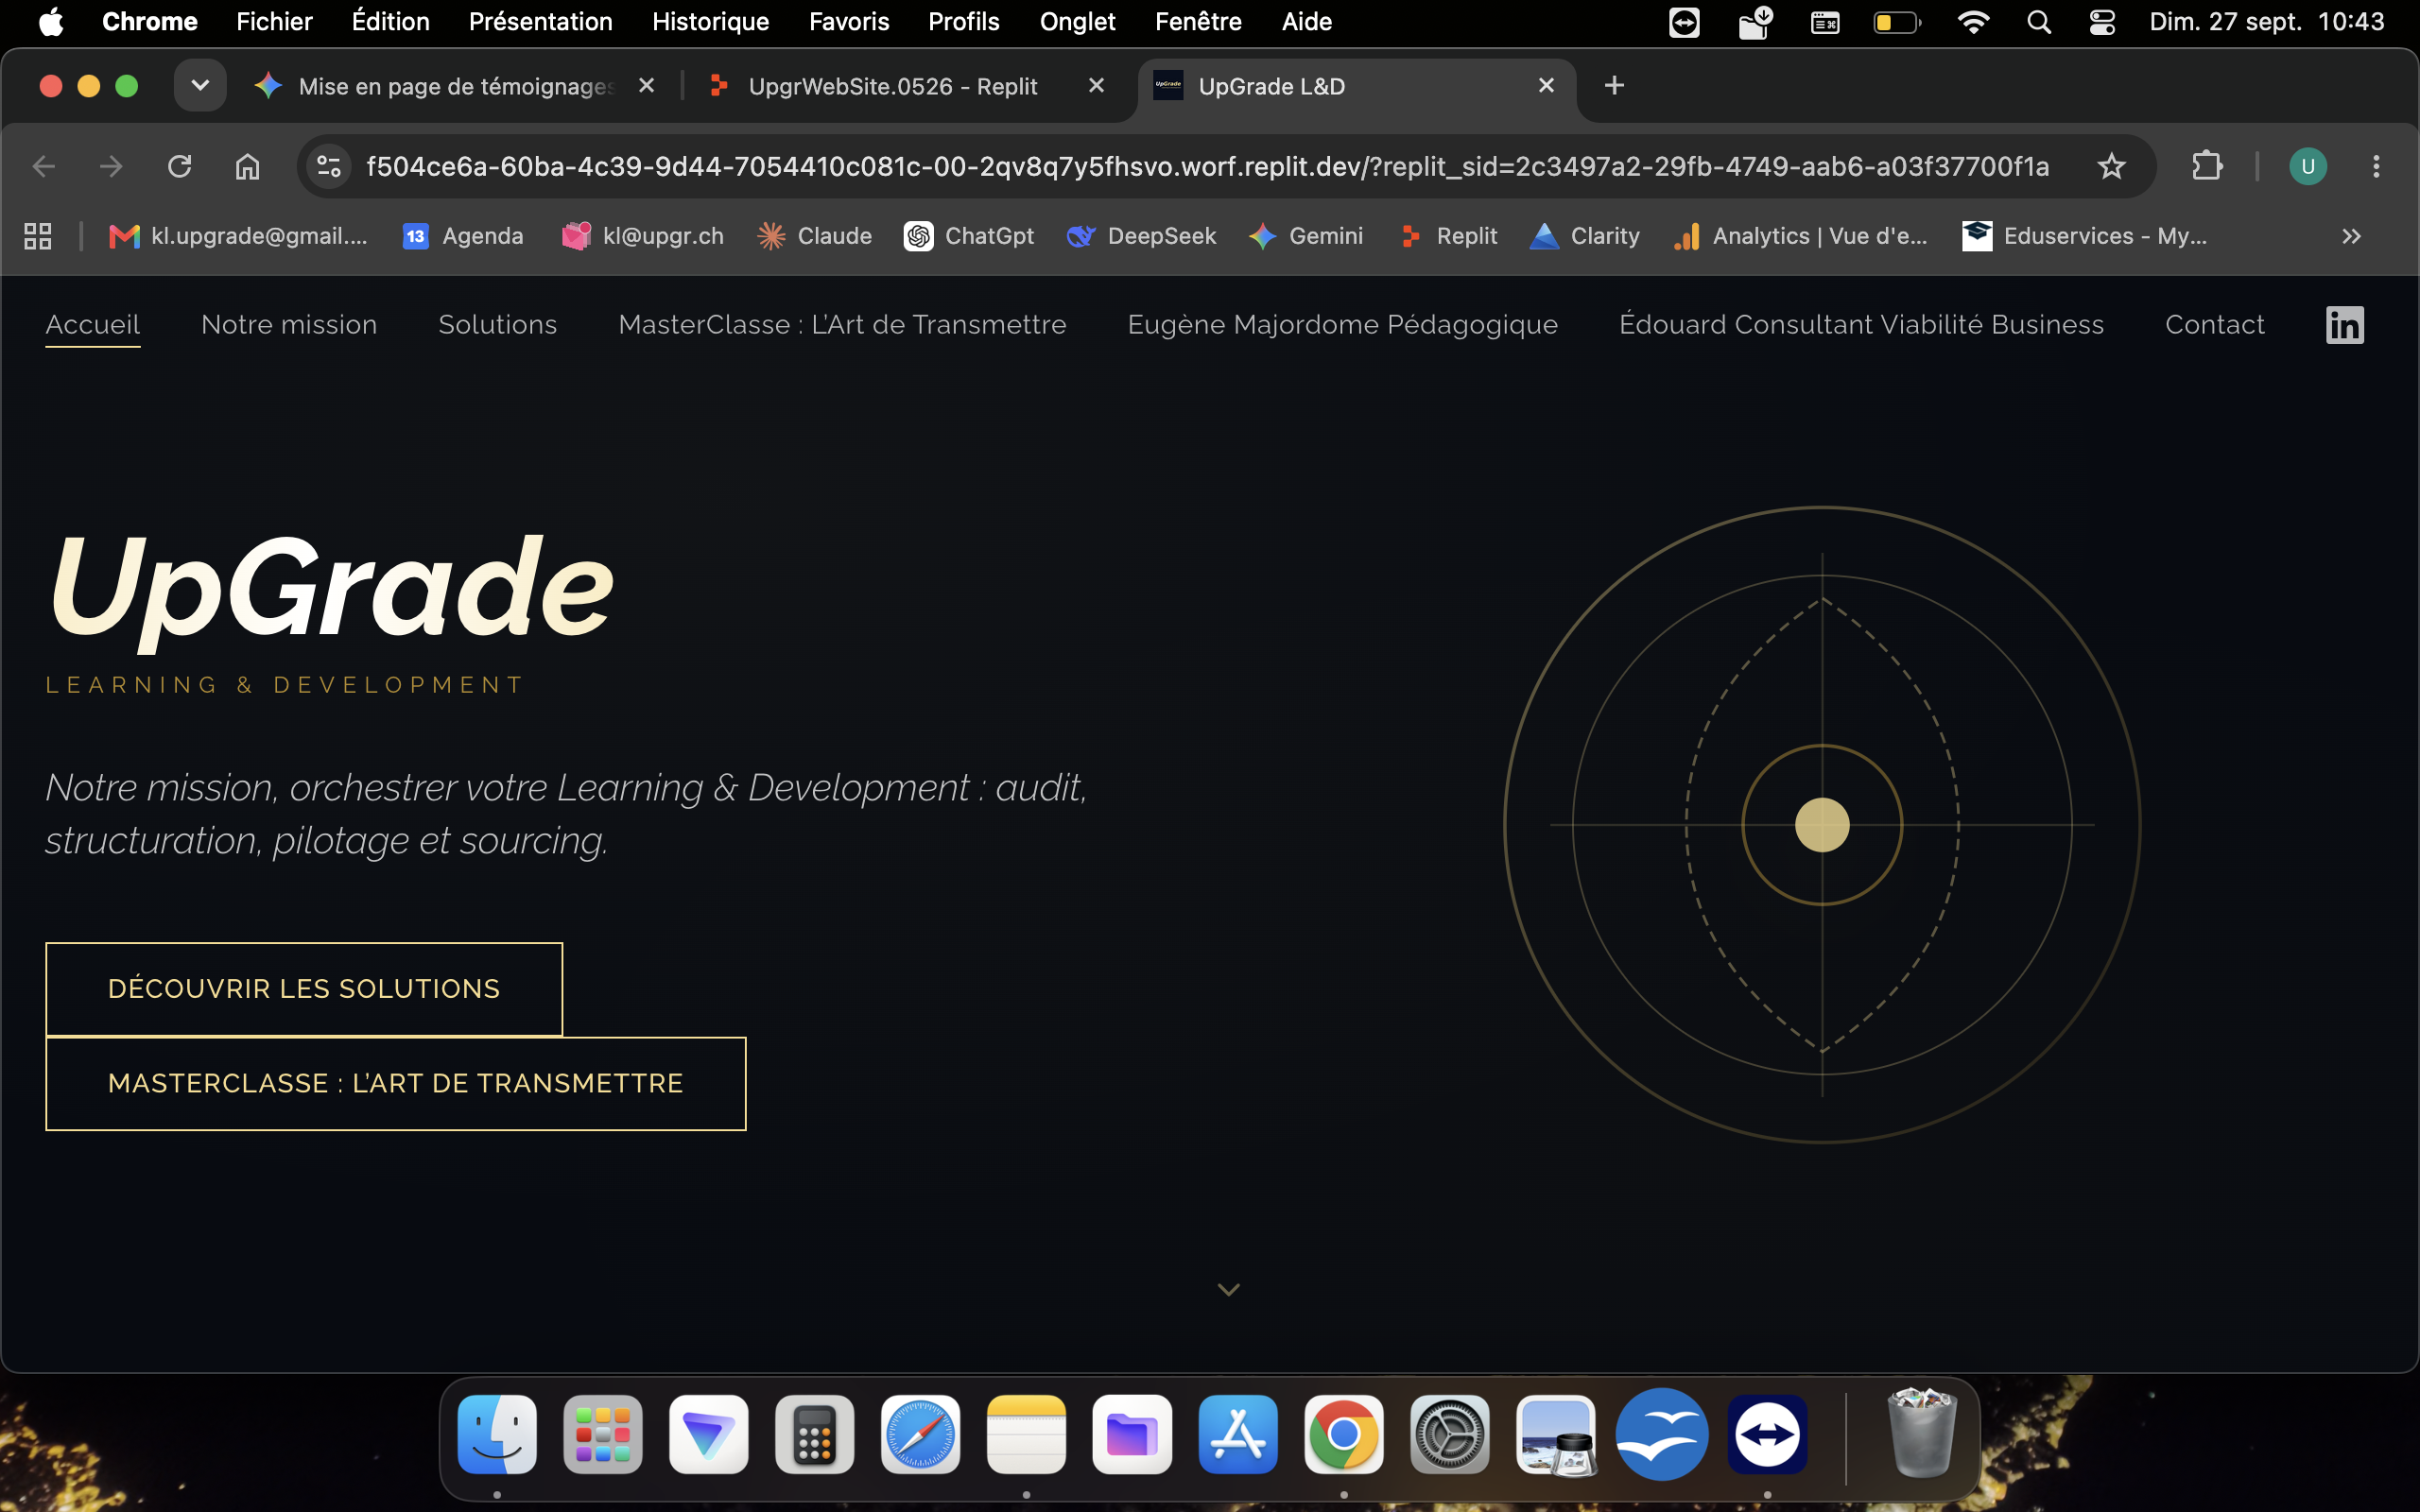 Chrome Fichier Édition Présentation Historique Favoris Profils Onglet Fenêtre Aide Dim. 27 sept. 10:43
Mise en page de témoignages UpgrWebSite.0526 - Replit UpGrade L&D
f504ce6a-60ba-4c39-9d44-7054410c081c-00-2qv8q7y5fhsvo.worf.replit.dev/?replit_sid=2c3497a2-29fb-4749-aab6-a03f37700f1a U
kl.upgrade@gmail.... 13 Agenda kl@upgr.ch Claude ChatGpt DeepSeek Gemini Replit Clarity Analytics | Vue d'e... Eduservices - My...
Accueil Notre mission Solutions MasterClasse : L’Art de Transmettre Eugène Majordome Pédagogique Édouard Consultant Viabilité Business Contact in
UpGrade
LEARNING & DEVELOPMENT
Notre mission, orchestrer votre Learning & Development : audit,
structuration, pilotage et sourcing.
DÉCOUVRIR LES SOLUTIONS
MASTERCLASSE : L’ART DE TRANSMETTRE